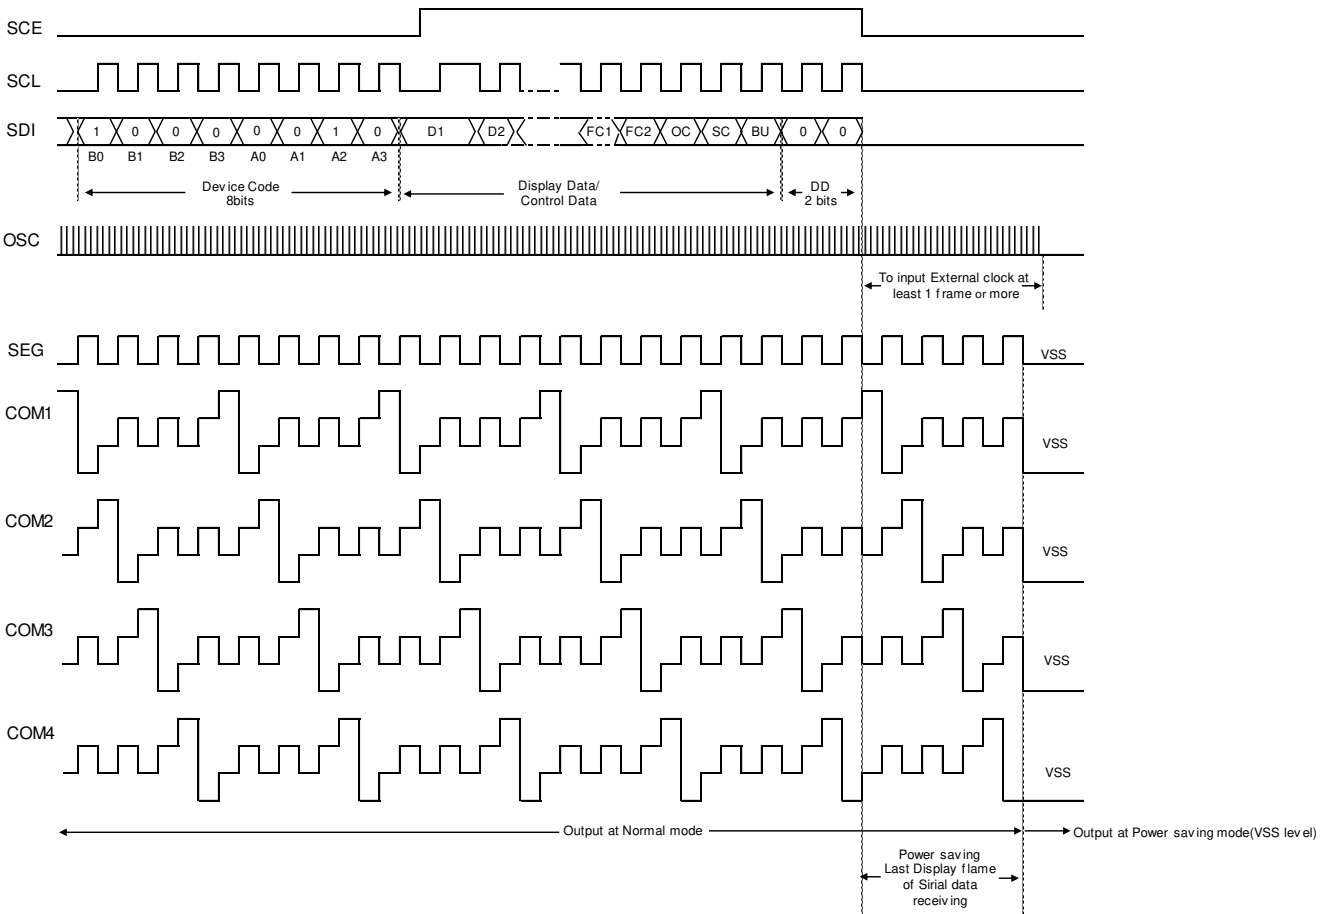 SCE
SCL
SDI
1 0 0 0 0 0 1 0 D1 D2 FC1 FC2 OC SC BU 0 0
B0 B1 B2 B3 A0 A1 A2 A3
Device Code
8bits
Display Data/
Control Data
DD
2 bits
OSC
To input External clock at
least 1 frame or more
SEG
VSS
COM1
VSS
COM2
VSS
COM3
VSS
COM4
VSS
Output at Normal mode
Output at Power saving mode(VSS level)
Power saving
Last Display flame
of Sirial data
receiving